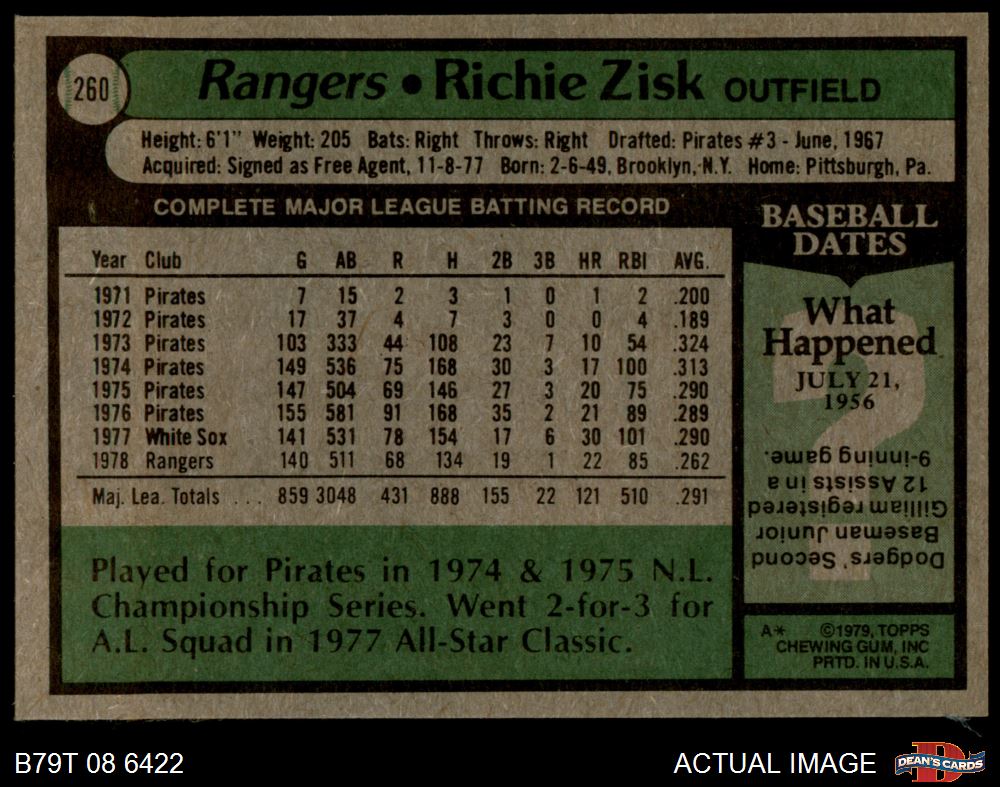 260
Rangers • Richie Zisk OUTFIELD
Height: 6'1" Weight: 205 Bats: Right Throws: Right Drafted: Pirates #3 - June, 1967
Acquired: Signed as Free Agent, 11-8-77 Born: 2-6-49, Brooklyn, N.Y. Home: Pittsburgh, Pa.
COMPLETE MAJOR LEAGUE BATTING RECORD
Year Club G AB R H 2B 3B HR RBI AVG.
1971 Pirates 7 15 2 3 1 0 1 2 .200
1972 Pirates 17 37 4 7 3 0 0 4 .189
1973 Pirates 103 333 44 108 23 7 10 54 .324
1974 Pirates 149 536 75 168 30 3 17 100 .313
1975 Pirates 147 504 69 146 27 3 20 75 .290
1976 Pirates 155 581 91 168 35 2 21 89 .289
1977 White Sox 141 531 78 154 17 6 30 101 .290
1978 Rangers 140 511 68 134 19 1 22 85 .262
Maj. Lea. Totals . . . 859 3048 431 888 155 22 121 510 .291
Played for Pirates in 1974 & 1975 N.L.
Championship Series. Went 2-for-3 for
A.L. Squad in 1977 All-Star Classic.
BASEBALL
DATES
What
Happened
JULY 21,
1956
Dodgers' Second
Baseman Junior
Gilliam registered
12 Assists in a
9-inning game.
A* ©1979, TOPPS
CHEWING GUM, INC
PRTD. IN U.S.A.
B79T 08 6422
ACTUAL IMAGE
DEAN'S CARDS